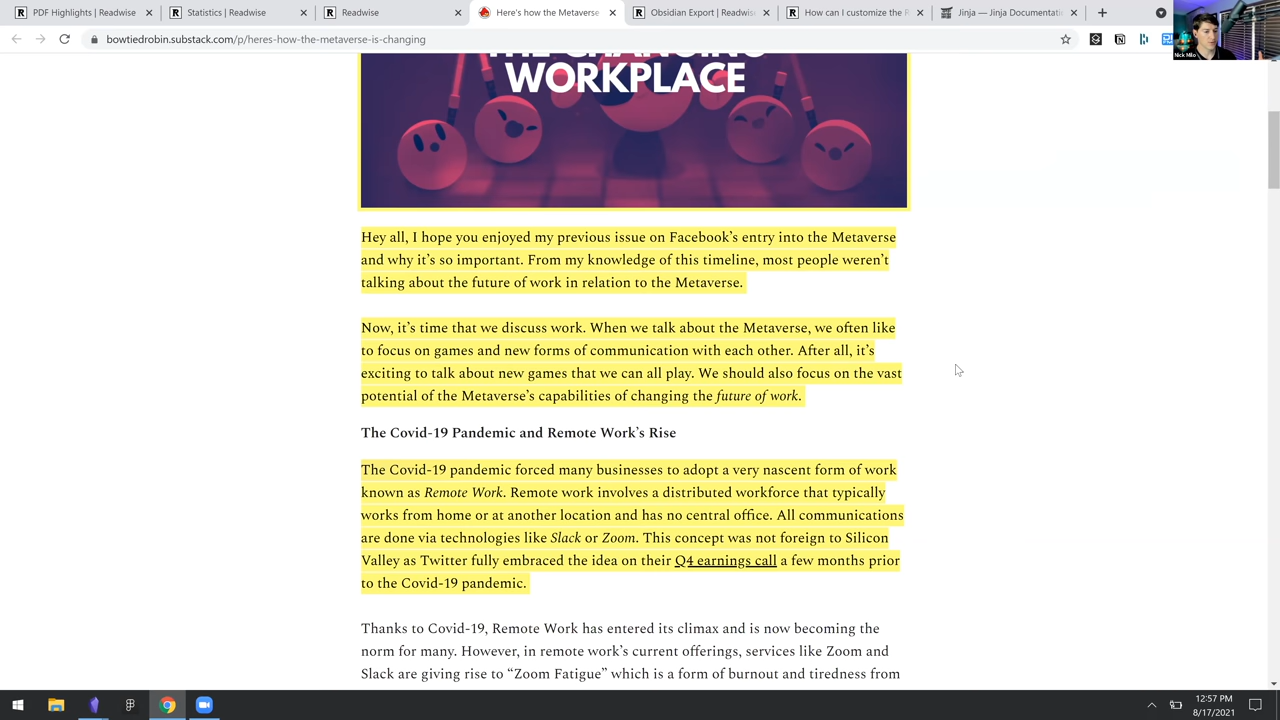 PDF Highlights | Readwise
Statistics | Readwise
Readwise
Here's how the Metaverse
Obsidian Export | Readwise
How can I customize the
Jinja — Jinja Documentati
bowtiedrobin.substack.com/p/heres-how-the-metaverse-is-changing
Nick Milo
WORKPLACE
Hey all, I hope you enjoyed my previous issue on Facebook's entry into the Metaverse
and why it's so important. From my knowledge of this timeline, most people weren't
talking about the future of work in relation to the Metaverse.
Now, it's time that we discuss work. When we talk about the Metaverse, we often like
to focus on games and new forms of communication with each other. After all, it's
exciting to talk about new games that we can all play. We should also focus on the vast
potential of the Metaverse's capabilities of changing the future of work.
The Covid-19 Pandemic and Remote Work's Rise
The Covid-19 pandemic forced many businesses to adopt a very nascent form of work
known as Remote Work. Remote work involves a distributed workforce that typically
works from home or at another location and has no central office. All communications
are done via technologies like Slack or Zoom. This concept was not foreign to Silicon
Valley as Twitter fully embraced the idea on their Q4 earnings call a few months prior
to the Covid-19 pandemic.
Thanks to Covid-19, Remote Work has entered its climax and is now becoming the
norm for many. However, in remote work's current offerings, services like Zoom and
Slack are giving rise to “Zoom Fatigue” which is a form of burnout and tiredness from
12:57 PM
8/17/2021